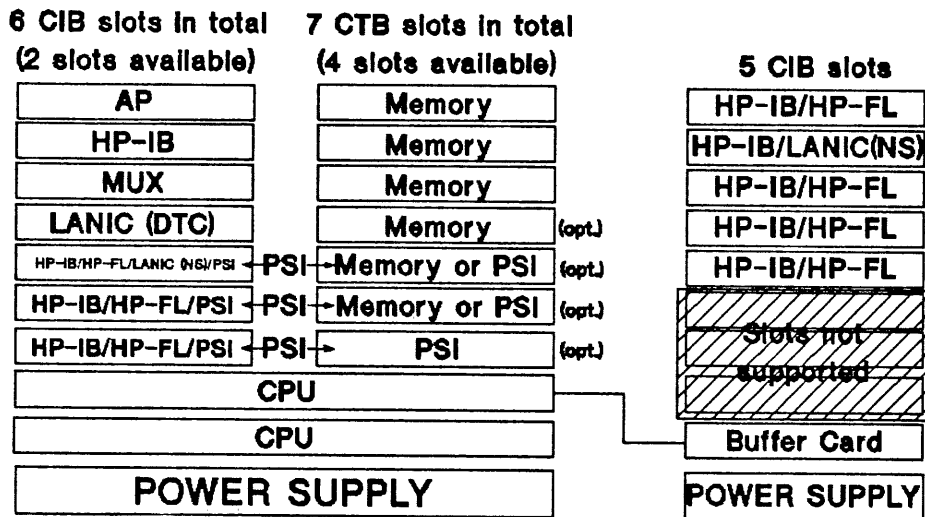 6 CIB slots in total
(2 slots available)
AP
HP-IB
MUX
LANIC (DTC)
HP-IB/HP-FL/LANIC (NS)/PSI
HP-IB/HP-FL/PSI
HP-IB/HP-FL/PSI
PSI
PSI
PSI
7 CTB slots in total
(4 slots available)
Memory
Memory
Memory
Memory (opt.)
Memory or PSI (opt.)
Memory or PSI (opt.)
PSI (opt.)
CPU
CPU
POWER SUPPLY
5 CIB slots
HP-IB/HP-FL
HP-IB/LANIC(NS)
HP-IB/HP-FL
HP-IB/HP-FL
HP-IB/HP-FL
Slots not
supported
Buffer Card
POWER SUPPLY